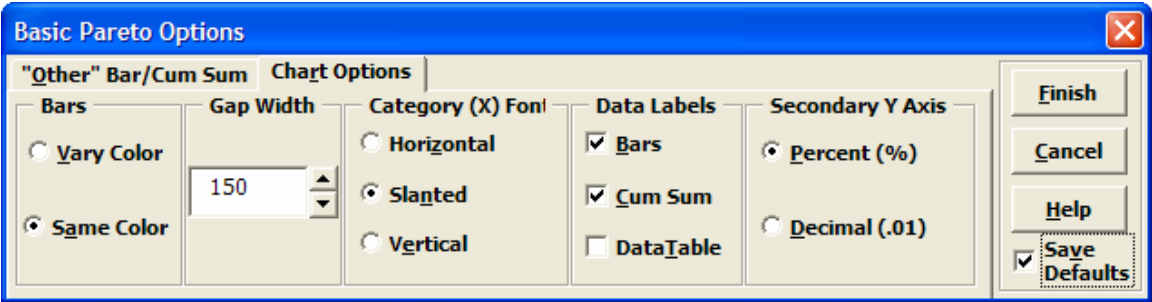 Basic Pareto Options
"Other" Bar/Cum Sum
Chart Options
Bars
Vary Color
Same Color
Gap Width
150
Category (X) Font
Horizontal
Slanted
Vertical
Data Labels
Bars
Cum Sum
DataTable
Secondary Y Axis
Percent (%)
Decimal (.01)
Finish
Cancel
Help
Save
Defaults